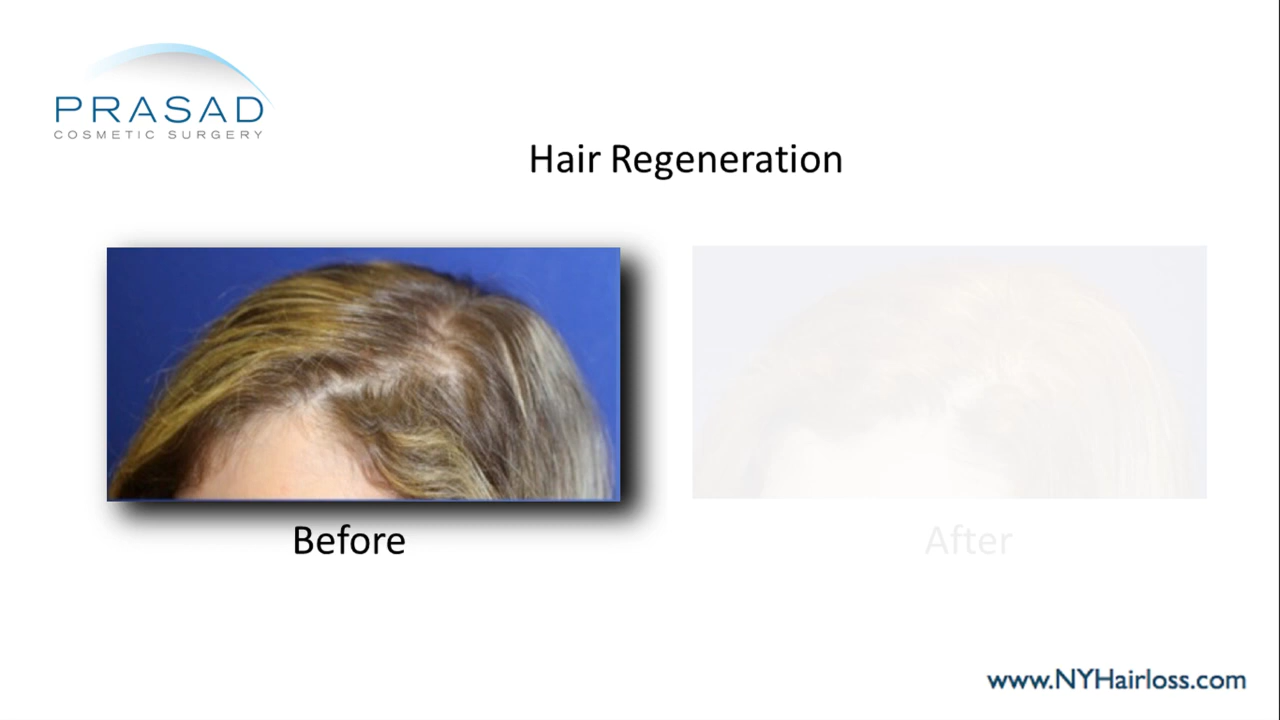 PRASAD
COSMETIC SURGERY
Hair Regeneration
Before
After
www.NYHairloss.com